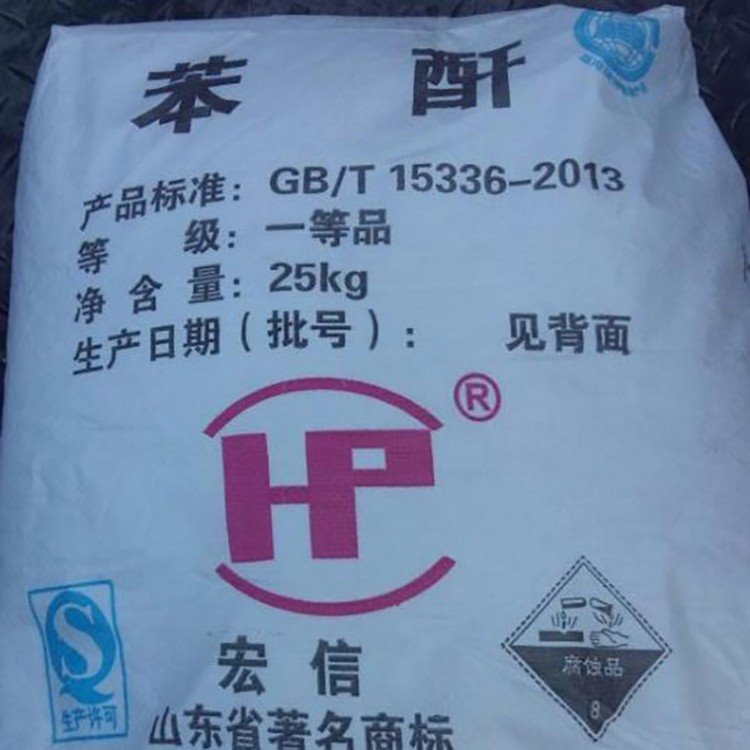 苯酐
产品标准：GB/T 15336-2013
等级：一等品
净含量：25kg
生产日期（批号）：见背面
HP®
宏信
山东省著名商标
生产许可
腐蚀品
8